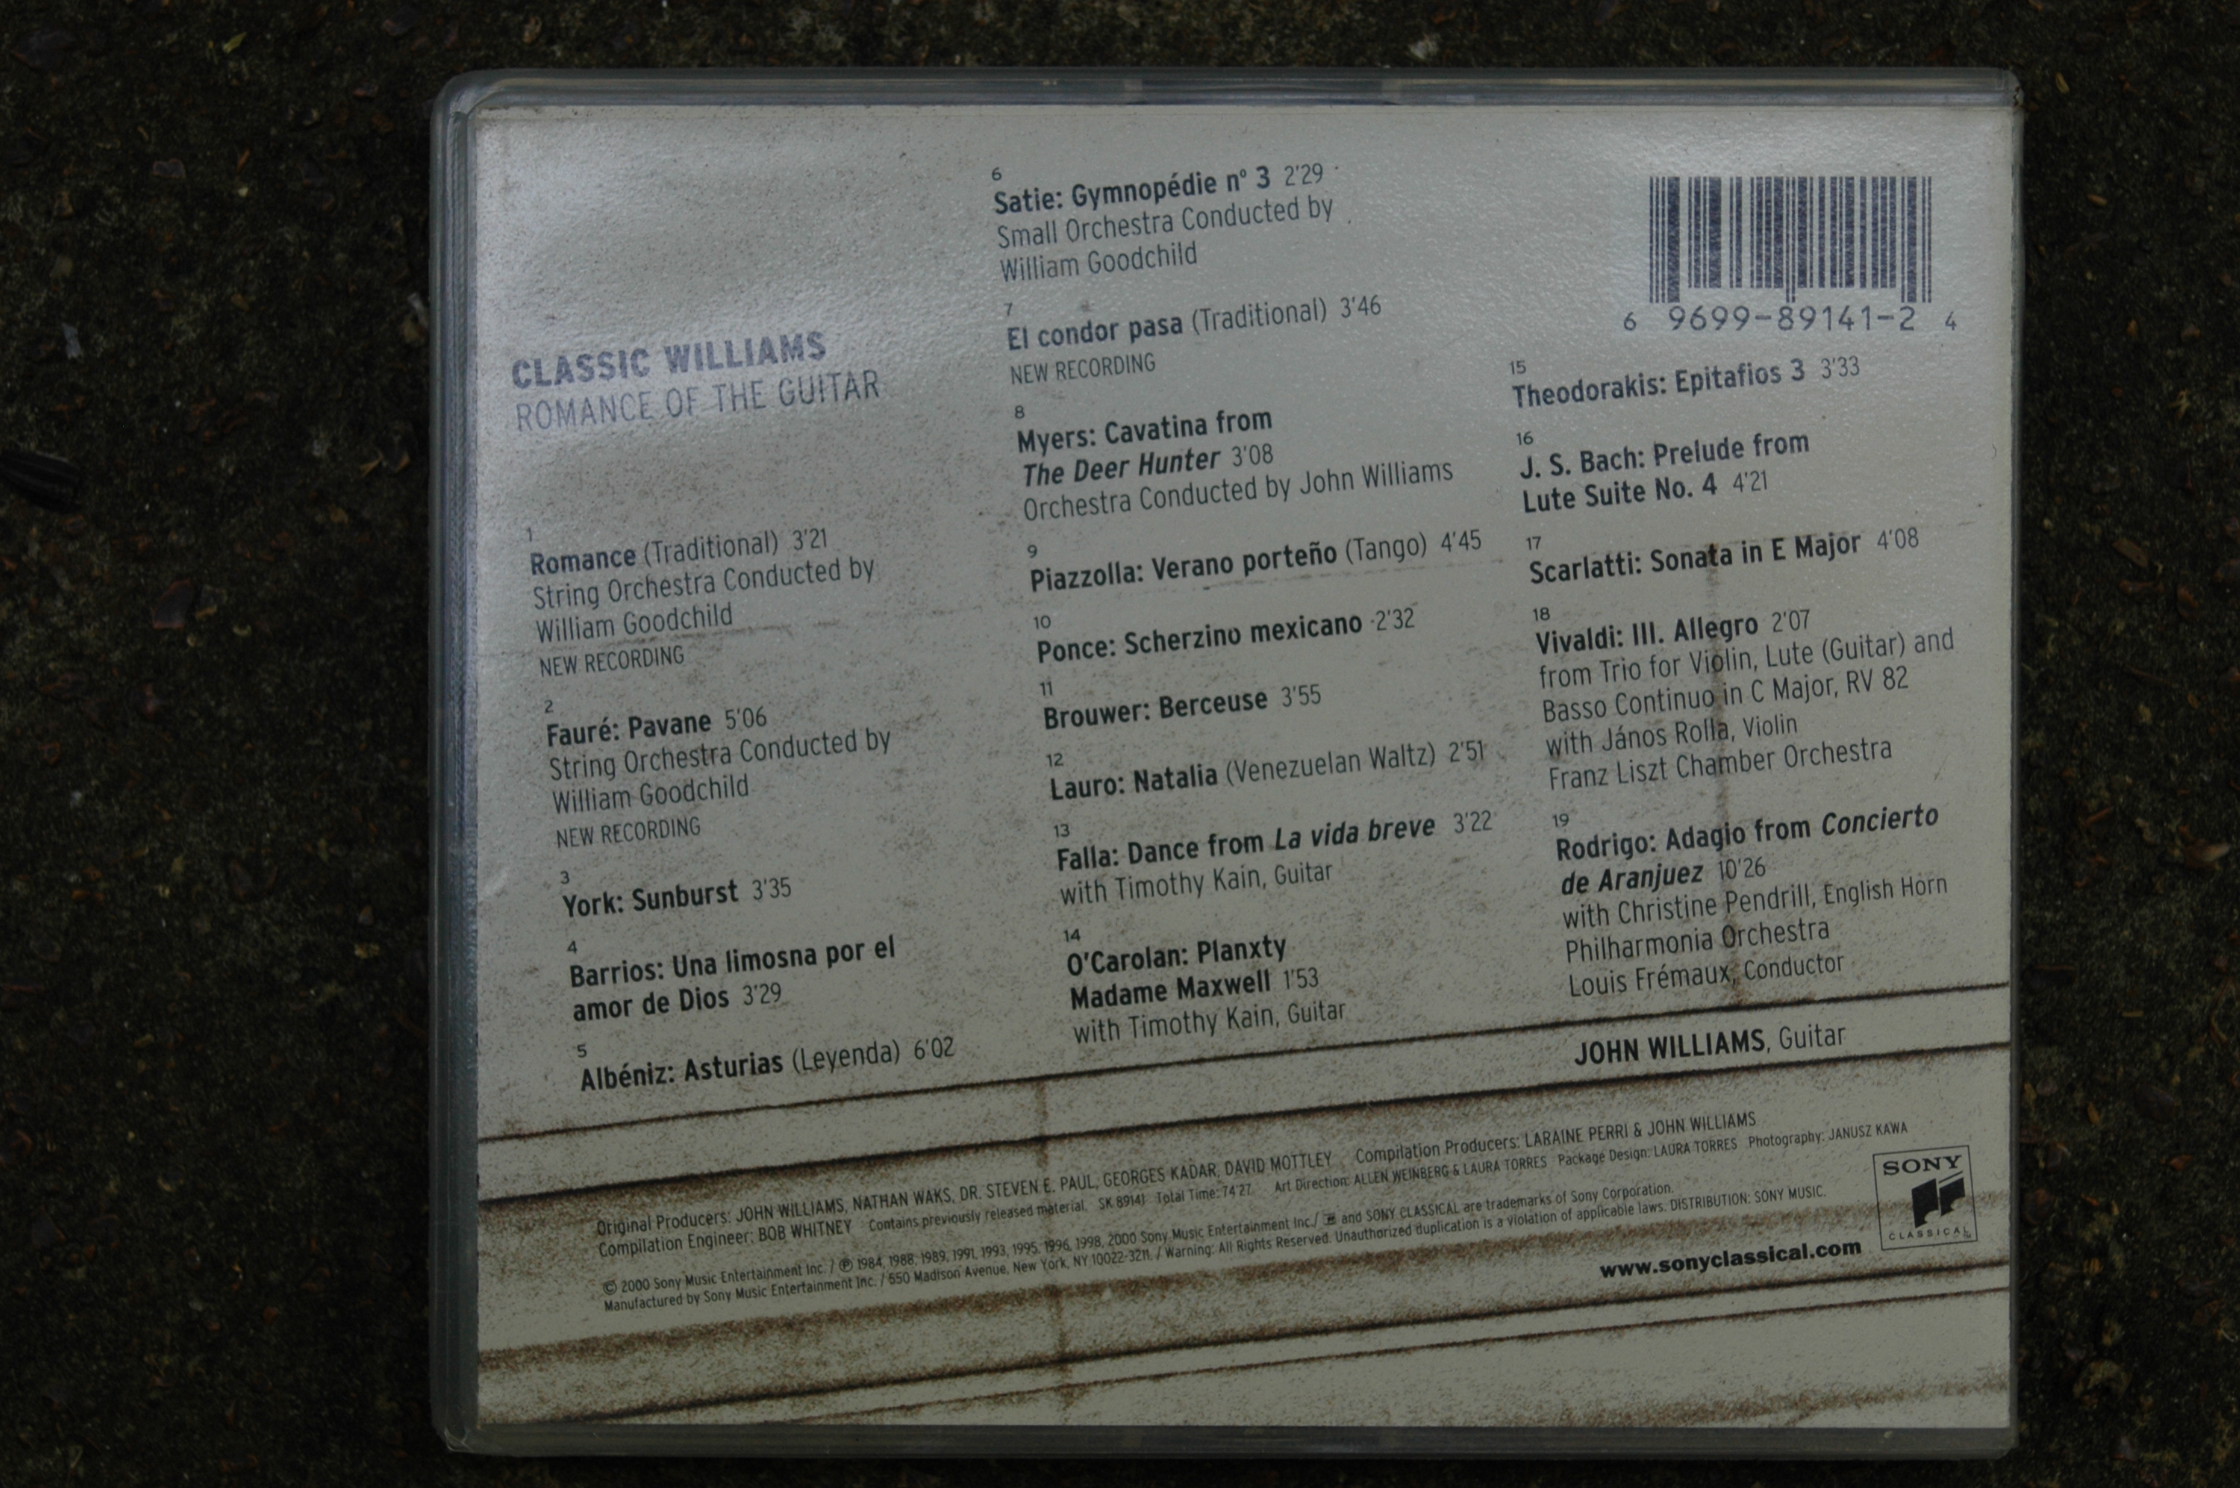 CLASSIC WILLIAMS
ROMANCE OF THE GUITAR
1
Romance (Traditional) 3'21
String Orchestra Conducted by
William Goodchild
NEW RECORDING
2
Fauré: Pavane 5'06
String Orchestra Conducted by
William Goodchild
NEW RECORDING
3
York: Sunburst 3'35
4
Barrios: Una limosna por el
amor de Dios 3'29
5
Albéniz: Asturias (Leyenda) 6'02
6
Satie: Gymnopédie nº 3 2'29
Small Orchestra Conducted by
William Goodchild
7
El condor pasa (Traditional) 3'46
NEW RECORDING
8
Myers: Cavatina from
The Deer Hunter 3'08
Orchestra Conducted by John Williams
9
Piazzolla: Verano porteño (Tango) 4'45
10
Ponce: Scherzino mexicano 2'32
11
Brouwer: Berceuse 3'55
12
Lauro: Natalia (Venezuelan Waltz) 2'51
13
Falla: Dance from La vida breve 3'22
with Timothy Kain, Guitar
14
O'Carolan: Planxty
Madame Maxwell 1'53
with Timothy Kain, Guitar
6 9699-89141-2 4
15
Theodorakis: Epitafios 3 3'33
16
J. S. Bach: Prelude from
Lute Suite No. 4 4'21
17
Scarlatti: Sonata in E Major 4'08
18
Vivaldi: III. Allegro 2'07
from Trio for Violin, Lute (Guitar) and
Basso Continuo in C Major, RV 82
with János Rolla, Violin
Franz Liszt Chamber Orchestra
19
Rodrigo: Adagio from Concierto
de Aranjuez 10'26
with Christine Pendrill, English Horn
Philharmonia Orchestra
Louis Frémaux, Conductor
JOHN WILLIAMS, Guitar
Original Producers: JOHN WILLIAMS, NATHAN WAKS, DR. STEVEN E. PAUL, GEORGES KADAR, DAVID MOTTLEY Compilation Producers: LARAINE PERRI & JOHN WILLIAMS
Compilation Engineer: BOB WHITNEY Contains previously released material. SK 89141 Total Time: 74'27. Art Direction: ALLEN WEINBERG & LAURA TORRES Package Design: LAURA TORRES Photography: JANUSZ KAWA
© 2000 Sony Music Entertainment Inc. / ℗ 1984, 1988, 1989, 1991, 1993, 1995, 1996, 1998, 2000 Sony Music Entertainment Inc. / and SONY CLASSICAL are trademarks of Sony Corporation.
Manufactured by Sony Music Entertainment Inc. / 550 Madison Avenue, New York, NY 10022-3211. / Warning: All Rights Reserved. Unauthorized duplication is a violation of applicable laws. DISTRIBUTION: SONY MUSIC.
SONY
CLASSICAL
www.sonyclassical.com